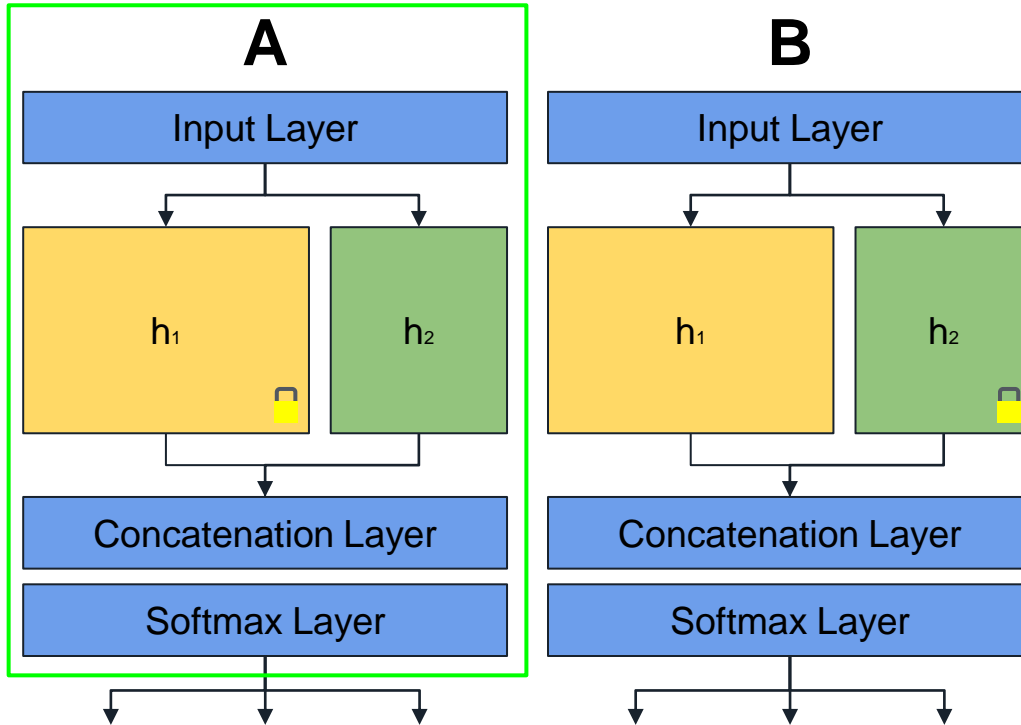 A
Input Layer
h₁
h₂
Concatenation Layer
Softmax Layer
B
Input Layer
h₁
h₂
Concatenation Layer
Softmax Layer